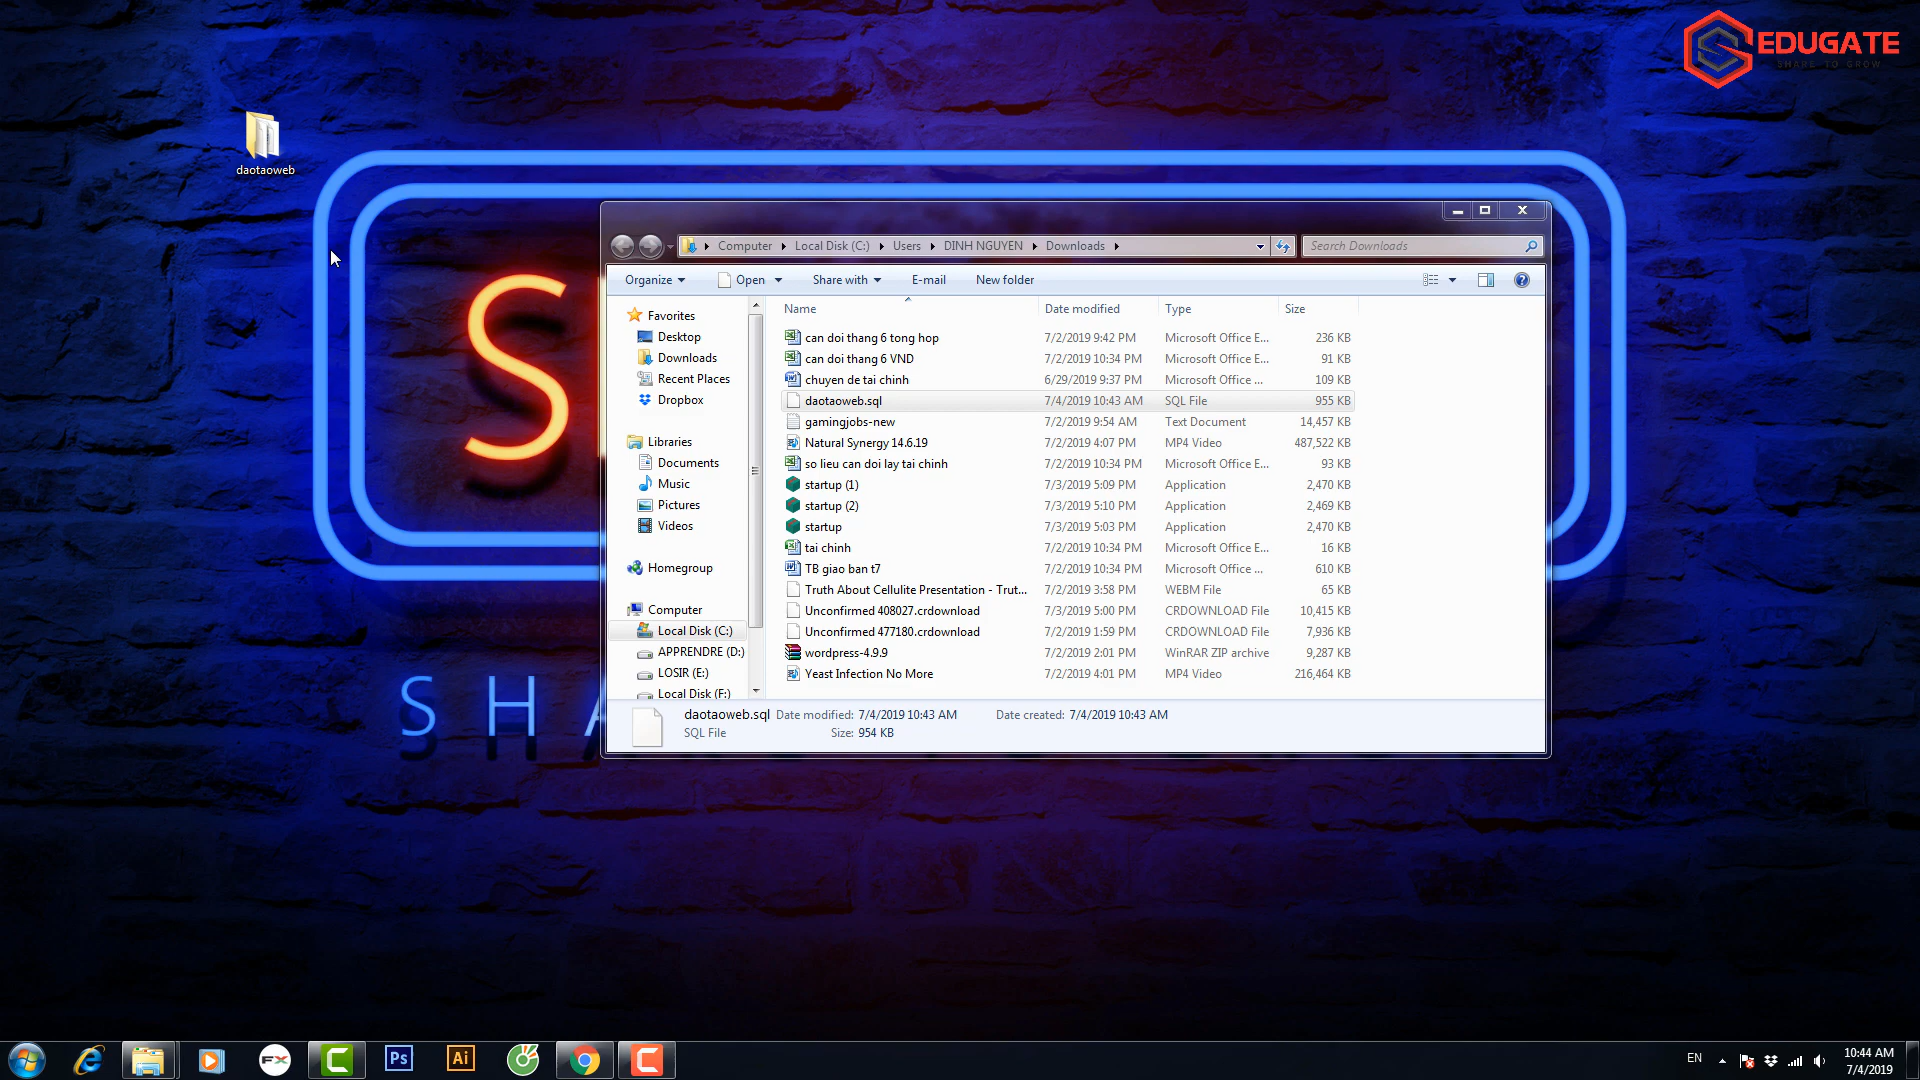 EDUGATE
SHARE TO GROW
daotaoweb
S
SHA
Computer
Local Disk (C:)
Users
DINH NGUYEN
Downloads
Search Downloads
Organize
Open
Share with
E-mail
New folder
Name
Date modified
Type
Size
Favorites
Desktop
Downloads
Recent Places
Dropbox
Libraries
Documents
Music
Pictures
Videos
Homegroup
Computer
Local Disk (C:)
APPRENDRE (D:)
LOSIR (E:)
Local Disk (F:)
can doi thang 6 tong hop 7/2/2019 9:42 PM Microsoft Office E... 236 KB
can doi thang 6 VND 7/2/2019 10:34 PM Microsoft Office E... 91 KB
chuyen de tai chinh 6/29/2019 9:37 PM Microsoft Office ... 109 KB
daotaoweb.sql 7/4/2019 10:43 AM SQL File 955 KB
gamingjobs-new 7/2/2019 9:54 AM Text Document 14,457 KB
Natural Synergy 14.6.19 7/2/2019 4:07 PM MP4 Video 487,522 KB
so lieu can doi lay tai chinh 7/2/2019 10:34 PM Microsoft Office E... 93 KB
startup (1) 7/3/2019 5:09 PM Application 2,470 KB
startup (2) 7/3/2019 5:10 PM Application 2,469 KB
startup 7/3/2019 5:03 PM Application 2,470 KB
tai chinh 7/2/2019 10:34 PM Microsoft Office E... 16 KB
TB giao ban t7 7/2/2019 10:34 PM Microsoft Office ... 610 KB
Truth About Cellulite Presentation - Trut... 7/2/2019 3:58 PM WEBM File 65 KB
Unconfirmed 408027.crdownload 7/3/2019 5:00 PM CRDOWNLOAD File 10,415 KB
Unconfirmed 477180.crdownload 7/2/2019 1:59 PM CRDOWNLOAD File 7,936 KB
wordpress-4.9.9 7/2/2019 2:01 PM WinRAR ZIP archive 9,287 KB
Yeast Infection No More 7/2/2019 4:01 PM MP4 Video 216,464 KB
daotaoweb.sql Date modified: 7/4/2019 10:43 AM Date created: 7/4/2019 10:43 AM
SQL File Size: 954 KB
FX
Ps
Ai
EN
10:44 AM
7/4/2019